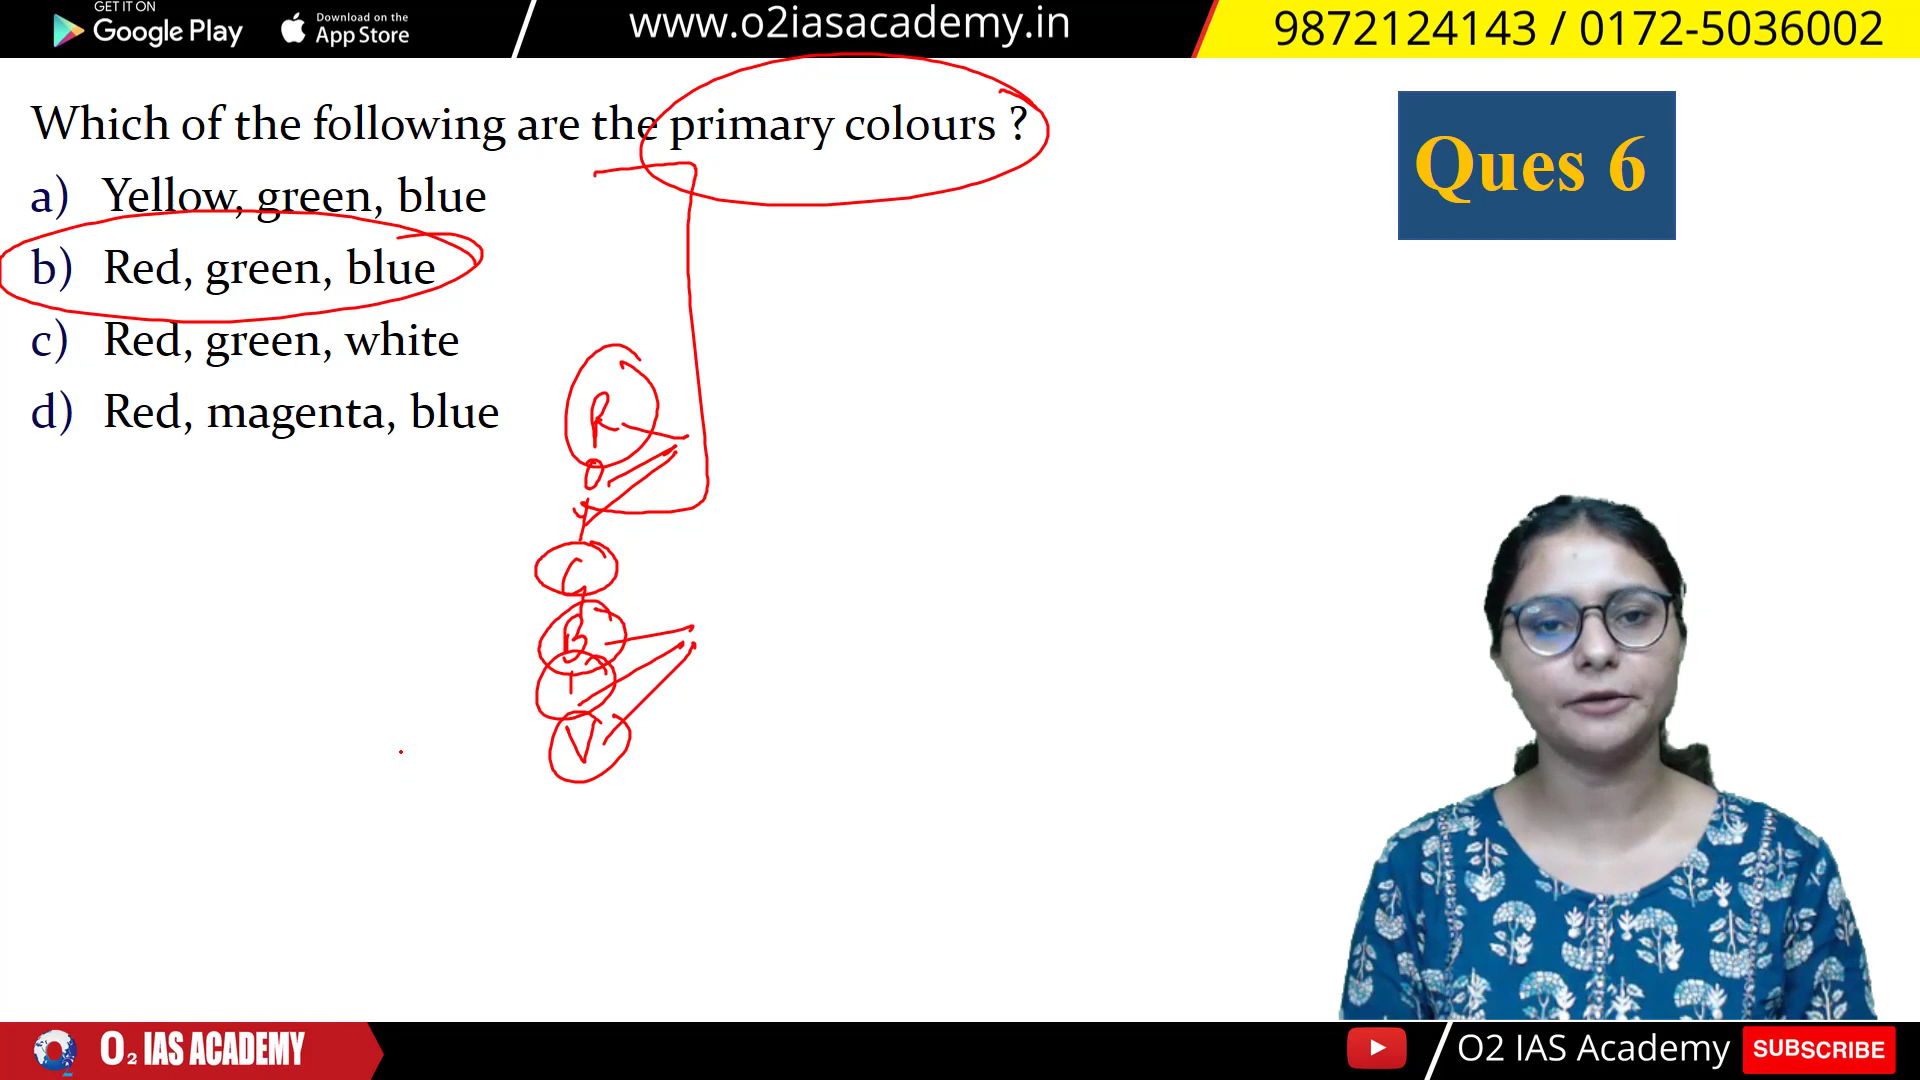 GET IT ON
Google Play
Download on the
App Store
www.o2iasacademy.in
9872124143 / 0172-5036002
Which of the following are the primary colours ?
a) Yellow, green, blue
b) Red, green, blue
c) Red, green, white
d) Red, magenta, blue
Ques 6
R
O
Y
B
I
V
O2 IAS ACADEMY
O2 IAS Academy
SUBSCRIBE